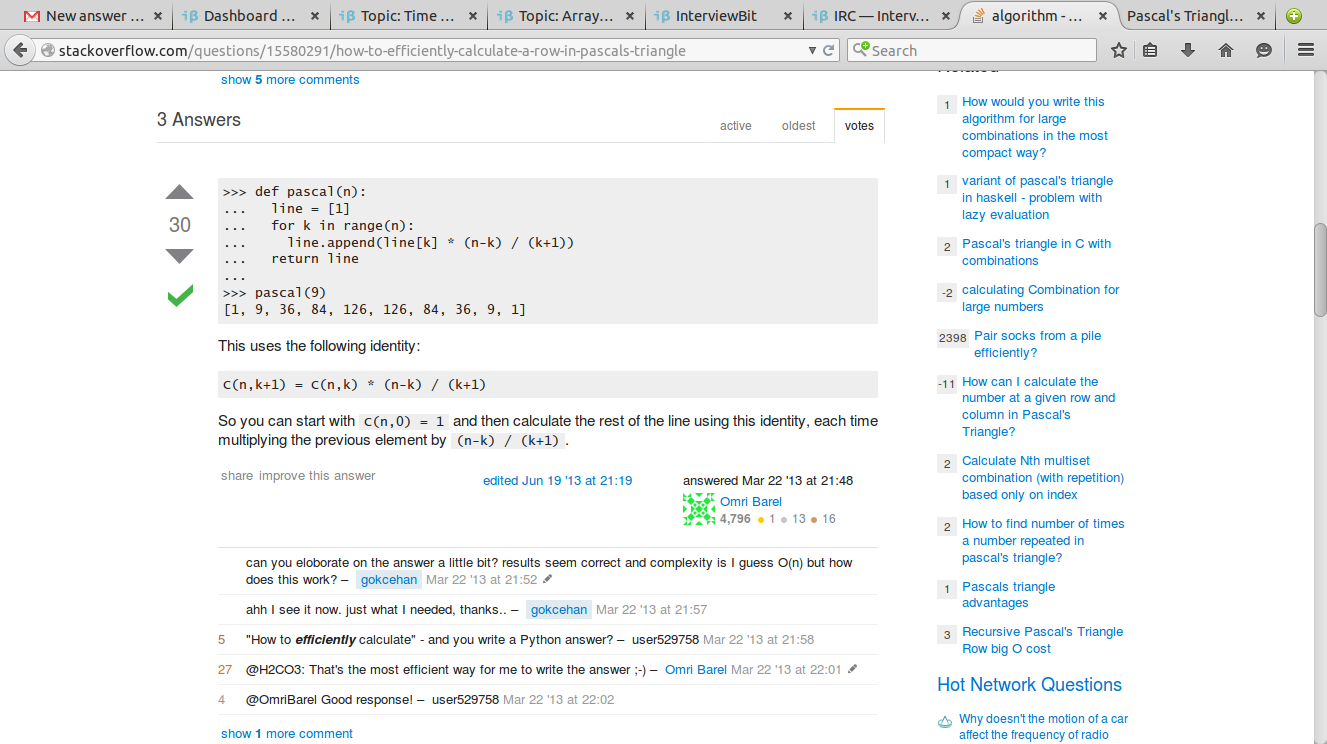 New answer ...
Dashboard ...
Topic: Time ...
Topic: Array...
InterviewBit
IRC — Interv...
algorithm - ...
Pascal's Triangl...
stackoverflow.com/questions/15580291/how-to-efficiently-calculate-a-row-in-pascals-triangle
Search
show 5 more comments
3 Answers
active oldest votes
30
>>> def pascal(n):
...   line = [1]
...   for k in range(n):
...     line.append(line[k] * (n-k) / (k+1))
...   return line
...
>>> pascal(9)
[1, 9, 36, 84, 126, 126, 84, 36, 9, 1]
This uses the following identity:
C(n,k+1) = C(n,k) * (n-k) / (k+1)
So you can start with C(n,0) = 1 and then calculate the rest of the line using this identity, each time
multiplying the previous element by (n-k) / (k+1).
share improve this answer
edited Jun 19 '13 at 21:19
answered Mar 22 '13 at 21:48
Omri Barel
4,796 ● 1 ● 13 ● 16
can you eloborate on the answer a little bit? results seem correct and complexity is I guess O(n) but how
does this work? – gokcehan Mar 22 '13 at 21:52
ahh I see it now. just what I needed, thanks.. – gokcehan Mar 22 '13 at 21:57
5 "How to efficiently calculate" - and you write a Python answer? – user529758 Mar 22 '13 at 21:58
27 @H2CO3: That's the most efficient way for me to write the answer ;-) – Omri Barel Mar 22 '13 at 22:01
4 @OmriBarel Good response! – user529758 Mar 22 '13 at 22:02
show 1 more comment
Related
1 How would you write this
algorithm for large
combinations in the most
compact way?
1 variant of pascal's triangle
in haskell - problem with
lazy evaluation
2 Pascal's triangle in C with
combinations
-2 calculating Combination for
large numbers
2398 Pair socks from a pile
efficiently?
-11 How can I calculate the
number at a given row and
column in Pascal's
Triangle?
2 Calculate Nth multiset
combination (with repetition)
based only on index
2 How to find number of times
a number repeated in
pascal's triangle?
1 Pascals triangle
advantages
3 Recursive Pascal's Triangle
Row big O cost
Hot Network Questions
Why doesn't the motion of a car
affect the frequency of radio